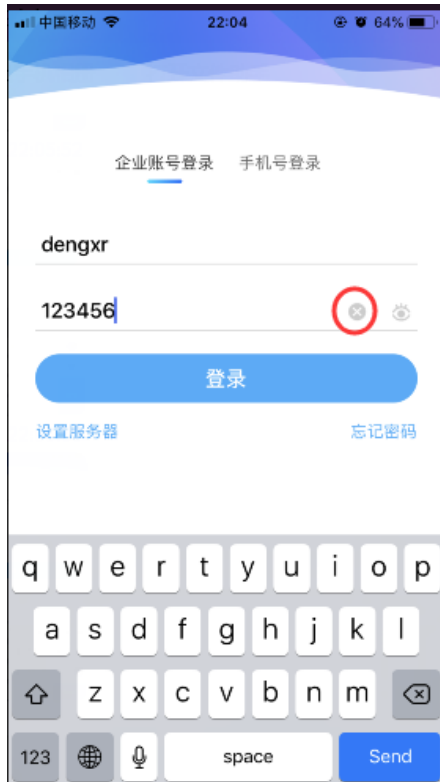 中国移动 22:04 64%
企业账号登录 手机号登录
dengxr
123456
登录
设置服务器 忘记密码
q w e r t y u i o p
a s d f g h j k l
z x c v b n m
123 space Send